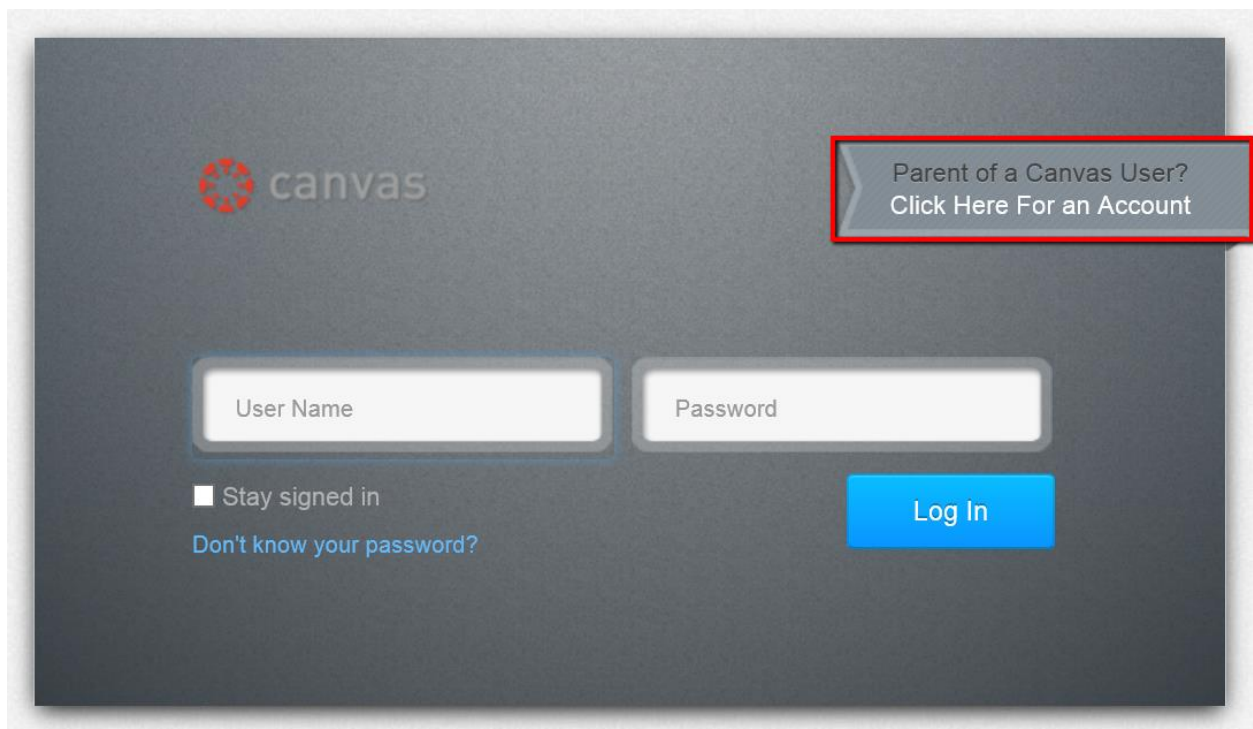 canvas
Parent of a Canvas User?
Click Here For an Account
User Name
Password
Stay signed in
Log In
Don't know your password?